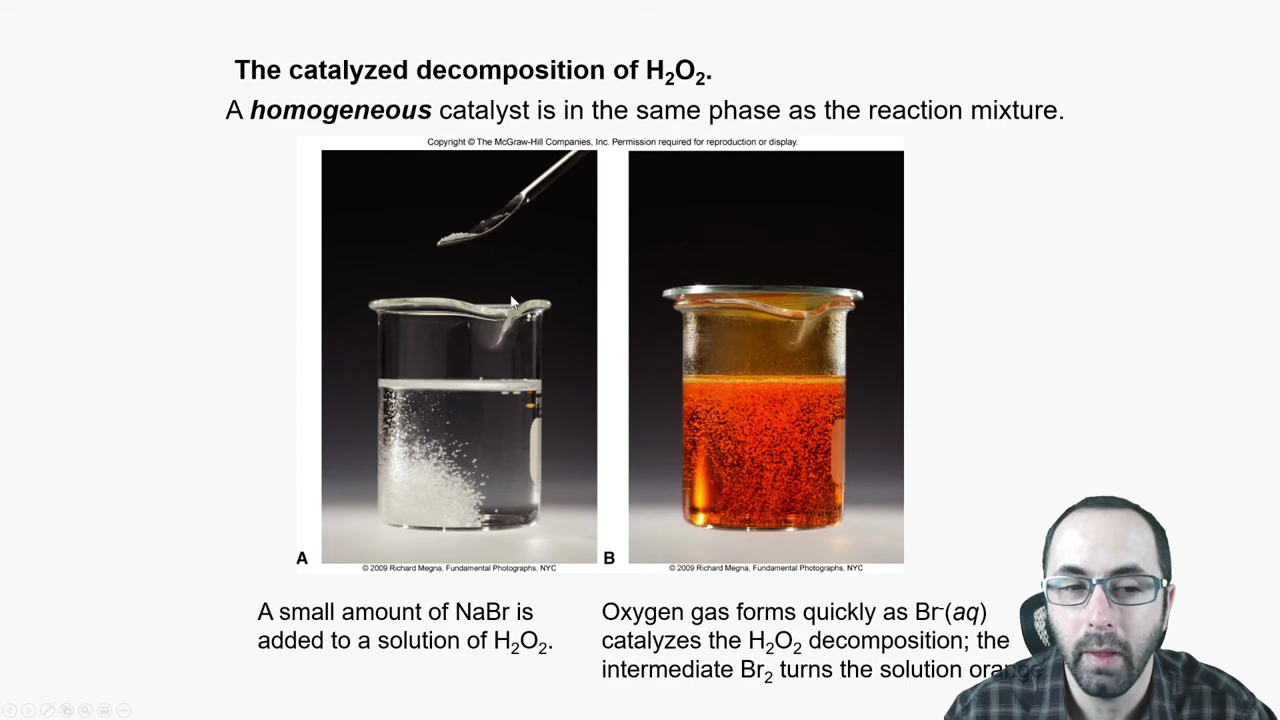 The catalyzed decomposition of H₂O₂.
A homogeneous catalyst is in the same phase as the reaction mixture.
Copyright © The McGraw-Hill Companies, Inc. Permission required for reproduction or display.
A
B
© 2009 Richard Megna, Fundamental Photographs, NYC
© 2009 Richard Megna, Fundamental Photographs, NYC
A small amount of NaBr is
added to a solution of H₂O₂.
Oxygen gas forms quickly as Br⁻(aq)
catalyzes the H₂O₂ decomposition; the
intermediate Br₂ turns the solution orange